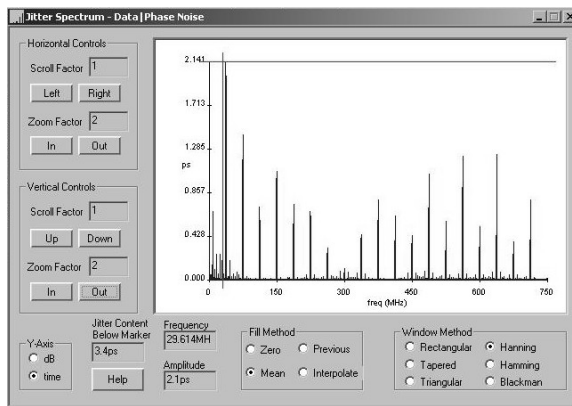 Jitter Spectrum - Data|Phase Noise
Horizontal Controls
Scroll Factor 1
Left Right
Zoom Factor 2
In Out
Vertical Controls
Scroll Factor 1
Up Down
Zoom Factor 2
In Out
2.141
1.713
1.285
ps
0.857
0.428
0.000
0 150 300 450 600 750
freq (MHz)
Y-Axis
dB
time
Jitter Content
Below Marker
3.4ps
Help
Frequency
29.614MH
Amplitude
2.1ps
Fill Method
Zero Previous
Mean Interpolate
Window Method
Rectangular Hanning
Tapered Hamming
Triangular Blackman